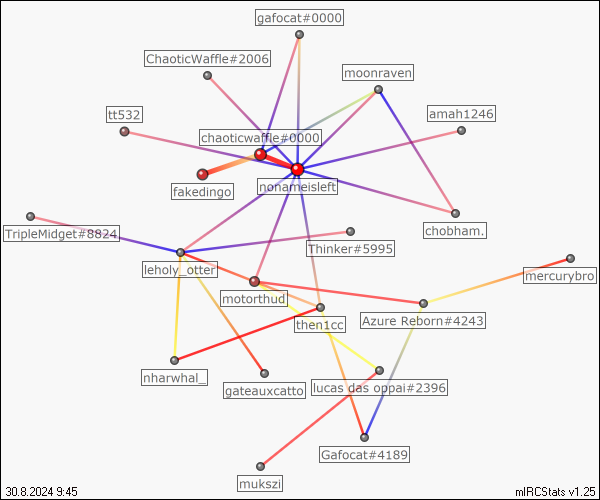 gafocat#0000
ChaoticWaffle#2006
moonraven
tt532
amah1246
chaoticwaffle#0000
fakedingo
nonameisleft
chobham.
TripleMidget#8824
Thinker#5995
leholy_otter
mercurybro
motorthud
then1cc
Azure Reborn#4243
nharwhal_
gateauxcatto
lucas das oppai#2396
Gafocat#4189
mukszi
30.8.2024 9:45
mIRCStats v1.25